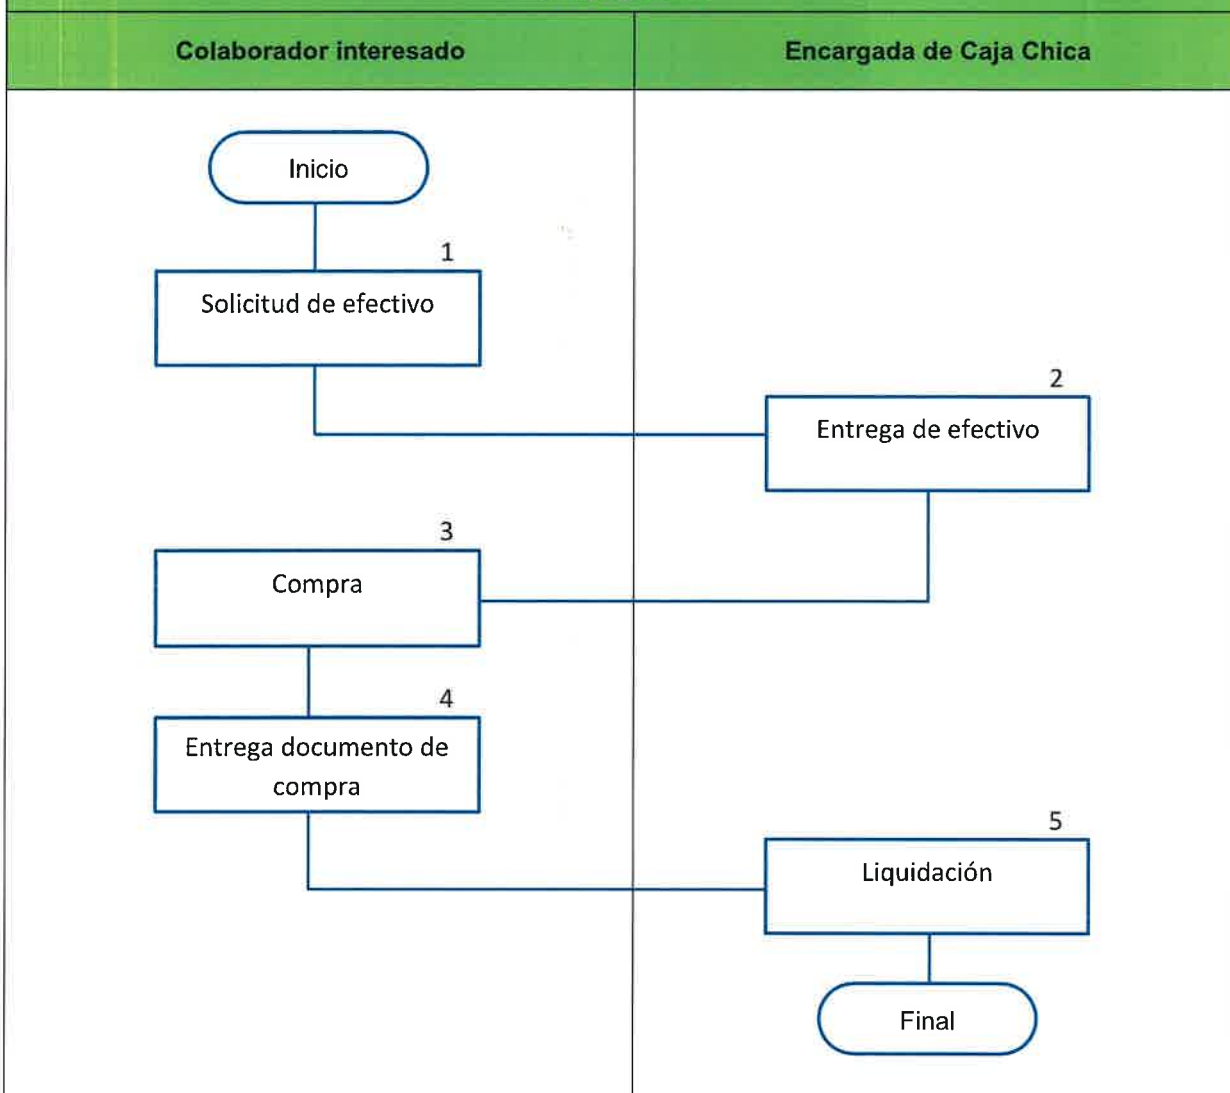 Colaborador interesado
Encargada de Caja Chica
Inicio
1
Solicitud de efectivo
2
Entrega de efectivo
3
Compra
4
Entrega documento de
compra
5
Liquidación
Final